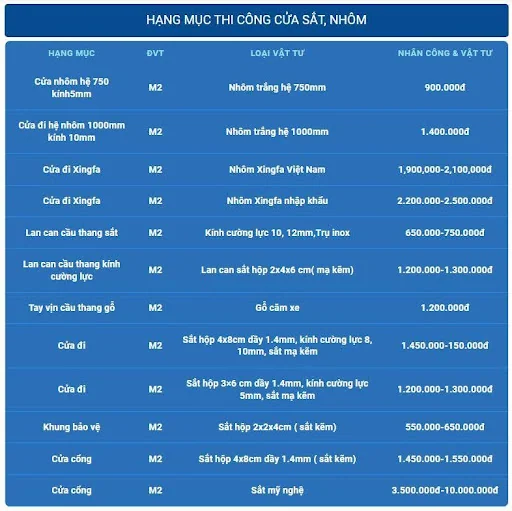 HẠNG MỤC THI CÔNG CỬA SẮT, NHÔM
HẠNG MỤC ĐVT LOẠI VẬT TƯ NHÂN CÔNG & VẬT TƯ
Cửa nhôm hệ 750
kính5mm M2 Nhôm trắng hệ 750mm 900.000đ
Cửa đi hệ nhôm 1000mm
kính 10mm M2 Nhôm trắng hệ 1000mm 1.400.000đ
Cửa đi Xingfa M2 Nhôm Xingfa Việt Nam 1,900,000-2,100,000đ
Cửa đi Xingfa M2 Nhôm Xingfa nhập khẩu 2.200.000-2.500.000đ
Lan can cầu thang sắt M2 Kính cường lực 10, 12mm,Trụ inox 650.000-750.000đ
Lan can cầu thang kính
cường lực M2 Lan can sắt hộp 2x4x6 cm( mạ kẽm) 1.200.000-1.300.000đ
Tay vịn cầu thang gỗ M2 Gỗ căm xe 1.200.000đ
Cửa đi M2 Sắt hộp 4x8cm dầy 1.4mm, kính cường lực 8,
10mm, sắt mạ kẽm 1.450.000-150.000đ
Cửa đi M2 Sắt hộp 3×6 cm dầy 1.4mm, kính cường lực
5mm, sắt mạ kẽm 1.200.000-1.300.000đ
Khung bảo vệ M2 Sắt hộp 2x2x4cm ( sắt kẽm) 550.000-650.000đ
Cửa cổng M2 Sắt hộp 4x8cm dầy 1.4mm ( sắt kẽm) 1.450.000-1.550.000đ
Cửa cổng M2 Sắt mỹ nghệ 3.500.000-10.000.000đ